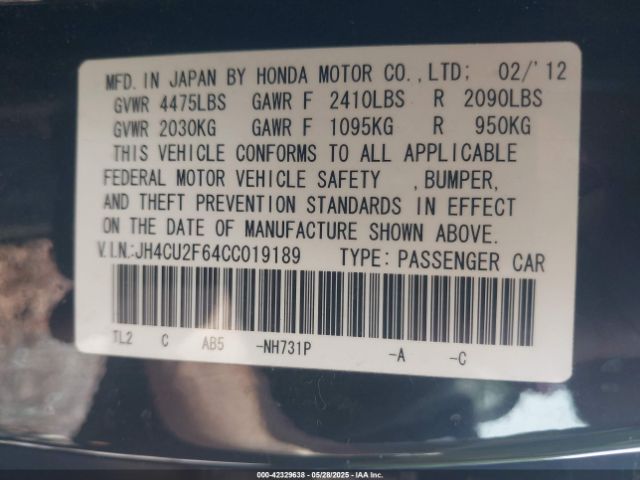 MFD. IN JAPAN BY HONDA MOTOR CO.,LTD; 02/'12
GVWR 4475LBS GAWR F 2410LBS R 2090LBS
GVWR 2030KG GAWR F 1095KG R 950KG
THIS VEHICLE CONFORMS TO ALL APPLICABLE
FEDERAL MOTOR VEHICLE SAFETY ,BUMPER,
AND THEFT PREVENTION STANDARDS IN EFFECT
ON THE DATE OF MANUFACTURE SHOWN ABOVE.
V.I.N.:JH4CU2F64CC019189 TYPE: PASSENGER CAR
TL2 C AB5 -NH731P -A -C
000-42329638 - 05/28/2025 - IAA Inc.